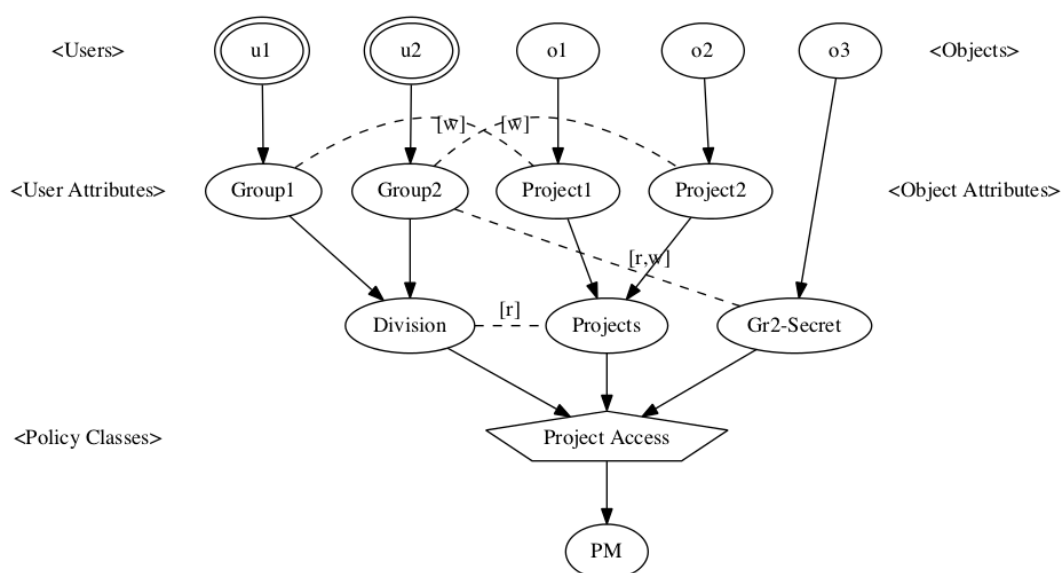 <Users>
u1
u2
o1
o2
o3
<Objects>
[w]
[w]
<User Attributes>
Group1
Group2
Project1
Project2
<Object Attributes>
[r,w]
[r]
Division
Projects
Gr2-Secret
<Policy Classes>
Project Access
PM